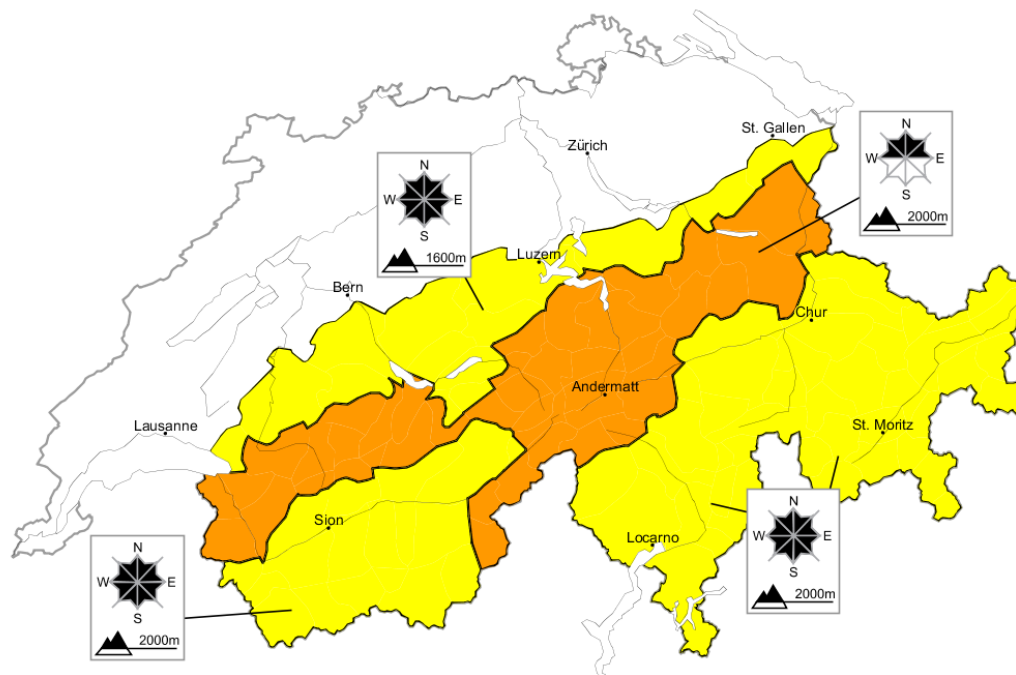 St. Gallen
Zürich
N
W E
S
2000m
N
W E
S
1600m
Luzern
Bern
Chur
Andermatt
Lausanne
St. Moritz
Sion
Locarno
N
W E
S
2000m
N
W E
S
2000m